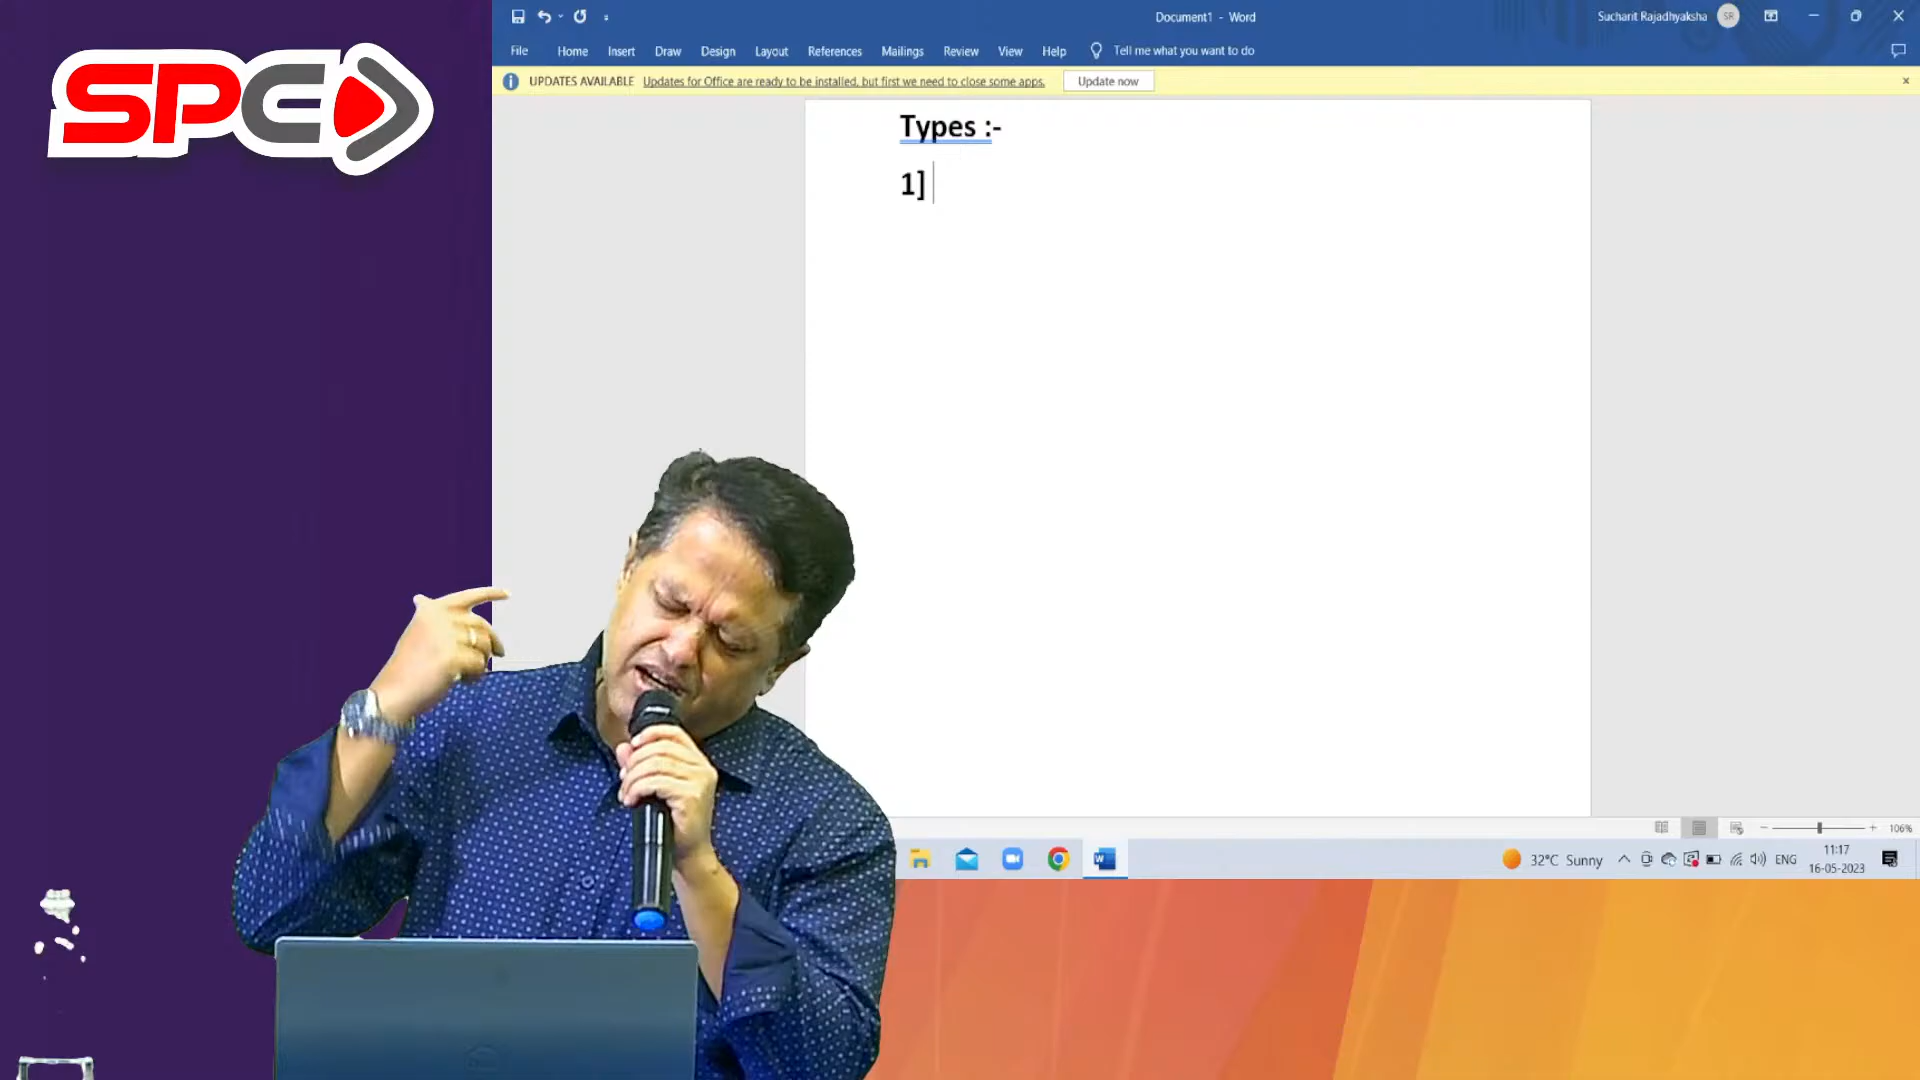 SPE
Document1 - Word
Sucharit Rajadhyaksha
SR
File Home Insert Draw Design Layout References Mailings Review View Help Tell me what you want to do
UPDATES AVAILABLE Updates for Office are ready to be installed, but first we need to close some apps. Update now
Types :-
1]
106%
32°C Sunny
ENG
11:17
16-05-2023